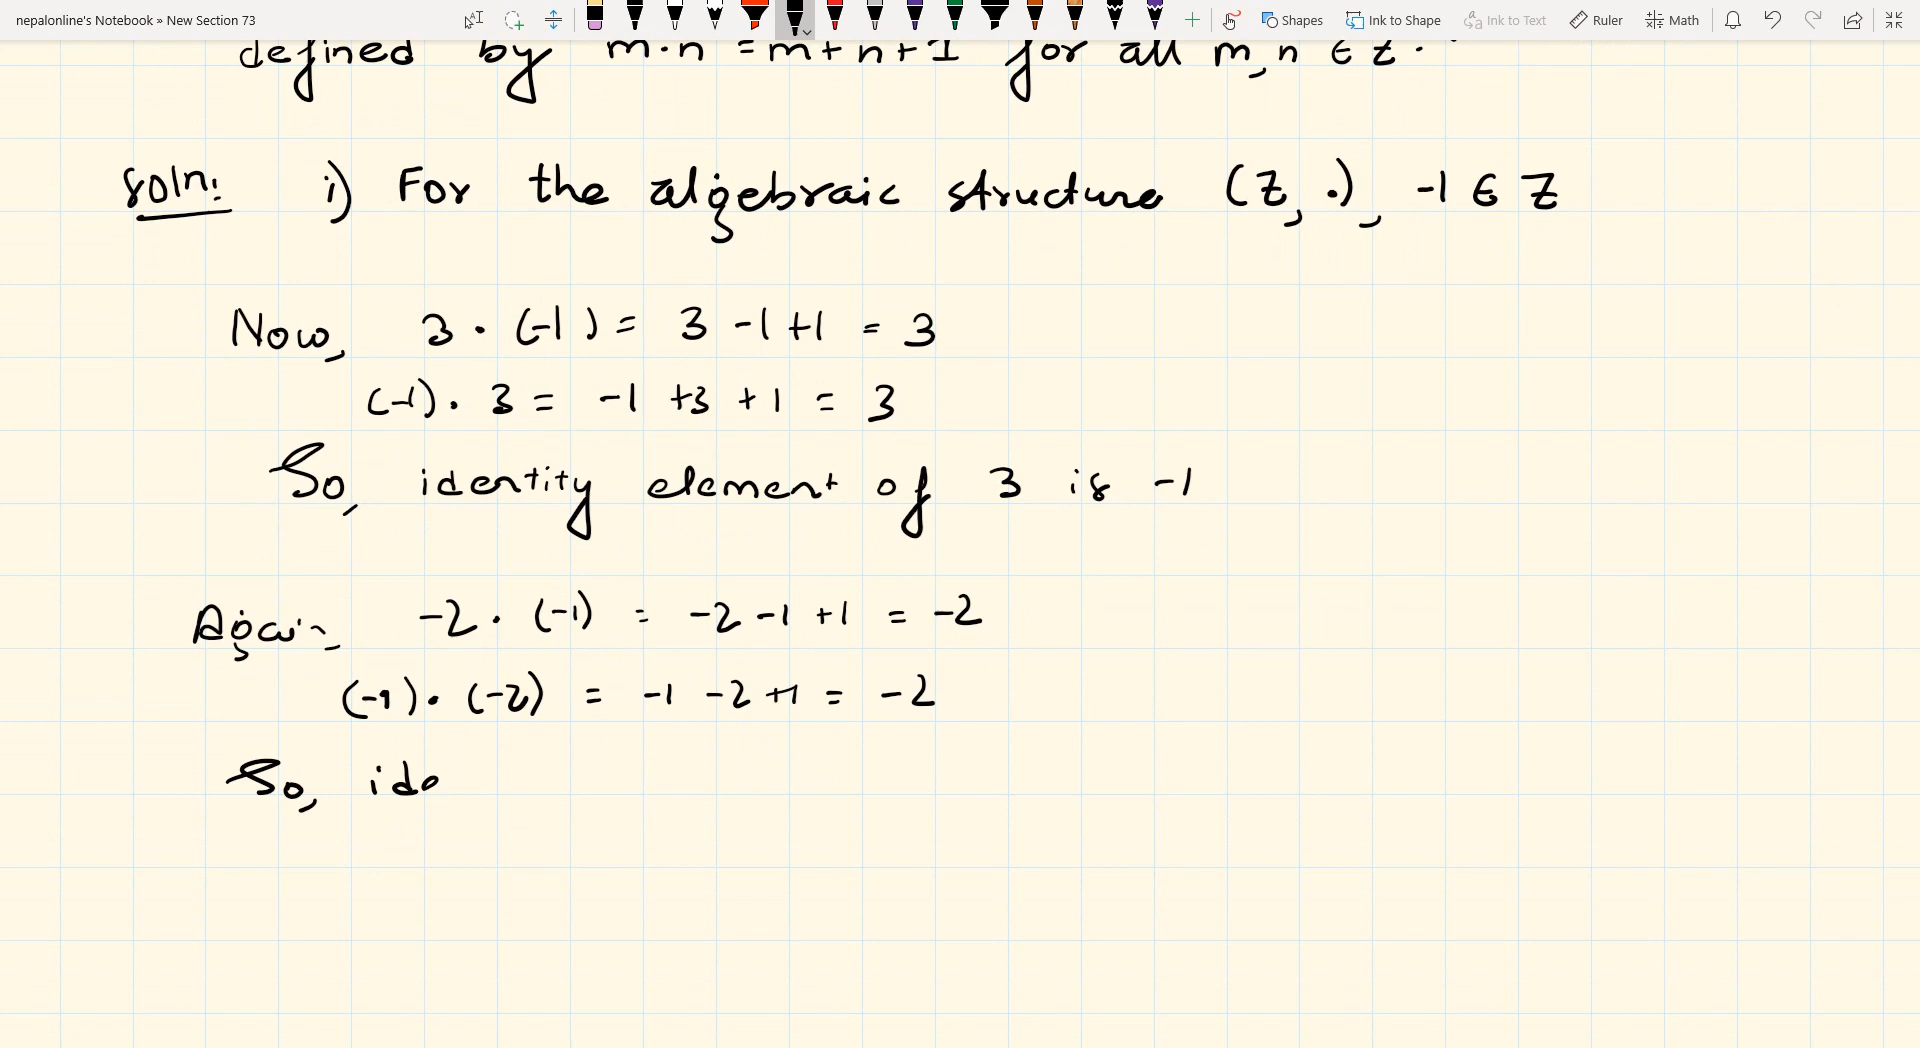 nepalonline's Notebook » New Section 73 Shapes Ink to Shape Ink to Text Ruler Math
defined by m·n = m+n+1 for all m, n ∈ Z.
Soln: i) For the algebraic structure (Z, ·), -1 ∈ Z
Now, 3 · (-1) = 3 -1 +1 = 3
(-1) · 3 = -1 +3 +1 = 3
So, identity element of 3 is -1
Again, -2 · (-1) = -2 -1 +1 = -2
(-1) · (-2) = -1 -2 +1 = -2
So, ide